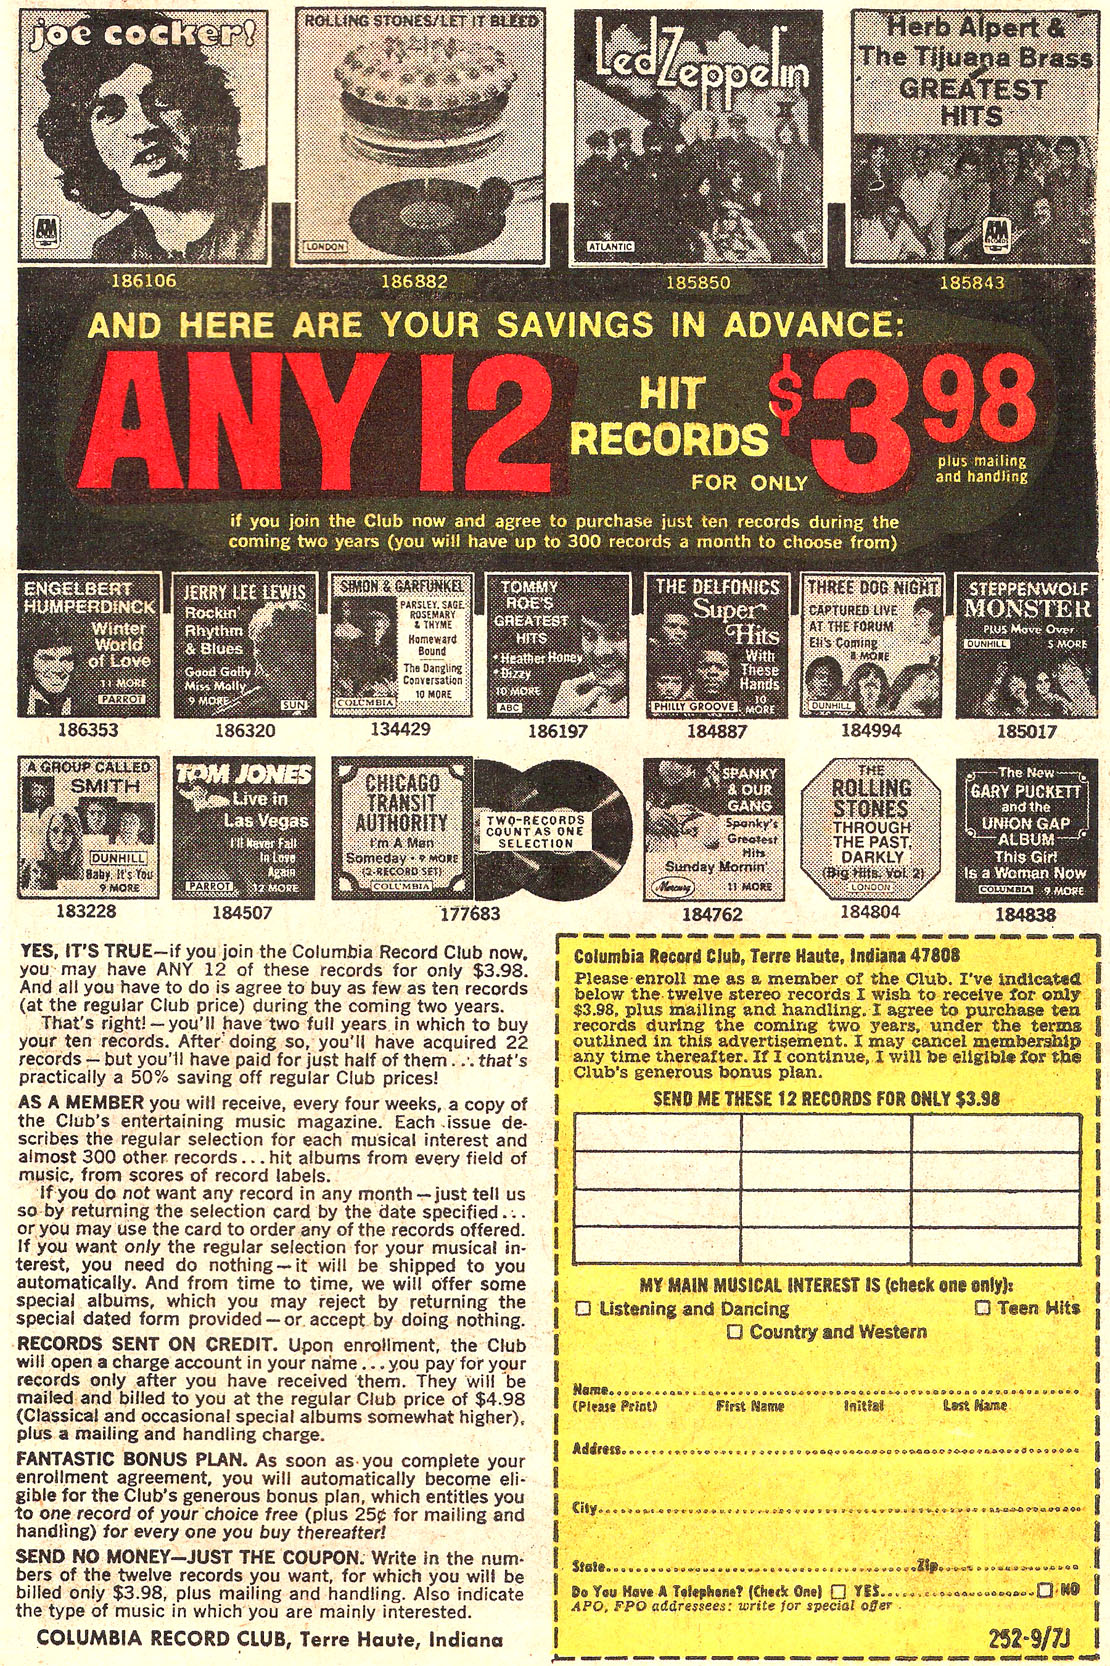 joe cocker!
A&M
186106
ROLLING STONES/LET IT BLEED
LONDON
186882
Led Zeppelin
ATLANTIC
185850
Herb Alpert &
The Tijuana Brass
GREATEST
HITS
A&M
185843
AND HERE ARE YOUR SAVINGS IN ADVANCE:
ANY 12
HIT
RECORDS
FOR ONLY
$3.98
plus mailing
and handling
if you join the Club now and agree to purchase just ten records during the
coming two years (you will have up to 300 records a month to choose from)
ENGELBERT
HUMPERDINCK
Winter
World
of Love
11 MORE
PARROT
186353
JERRY LEE LEWIS
Rockin'
Rhythm
& Blues
Good Golly
Miss Molly
9 MORE
SUN
186320
SIMON & GARFUNKEL
PARSLEY, SAGE,
ROSEMARY
& THYME
Homeward
Bound
The Dangling
Conversation
10 MORE
COLUMBIA
134429
TOMMY
ROE'S
GREATEST
HITS
• Heather Honey
• Dizzy
10 MORE
ABC
186197
THE DELFONICS
Super
Hits
With
These
Hands
10
MORE
PHILLY GROOVE
184887
THREE DOG NIGHT
CAPTURED LIVE
AT THE FORUM
Eli's Coming
8 MORE
DUNHILL
184994
STEPPENWOLF
MONSTER
PLUS Move Over
DUNHILL
5 MORE
185017
A GROUP CALLED
SMITH
DUNHILL
Baby, It's You
9 MORE
183228
TOM JONES
Live in
Las Vegas
I'll Never Fall
In Love
Again
PARROT
12 MORE
184507
CHICAGO
TRANSIT
AUTHORITY
I'm A Man
Someday • 9 MORE
(2-RECORD SET)
COLUMBIA
TWO-RECORDS
COUNT AS ONE
SELECTION
177683
SPANKY
& OUR
GANG
Spanky's
Greatest
Hits
Sunday Mornin'
Mercury
11 MORE
184762
THE
ROLLING
STONES
THROUGH
THE PAST,
DARKLY
(Big Hits, Vol. 2)
LONDON
184804
The New
GARY PUCKETT
and the
UNION GAP
ALBUM
This Girl
Is a Woman Now
COLUMBIA 9 MORE
184838
YES, IT'S TRUE—if you join the Columbia Record Club now,
you may have ANY 12 of these records for only $3.98.
And all you have to do is agree to buy as few as ten records
(at the regular Club price) during the coming two years.
That's right!—you'll have two full years in which to buy
your ten records. After doing so, you'll have acquired 22
records — but you'll have paid for just half of them ... that's
practically a 50% saving off regular Club prices!
AS A MEMBER you will receive, every four weeks, a copy of
the Club's entertaining music magazine. Each issue de-
scribes the regular selection for each musical interest and
almost 300 other records...hit albums from every field of
music, from scores of record labels.
If you do not want any record in any month—just tell us
so by returning the selection card by the date specified...
or you may use the card to order any of the records offered.
If you want only the regular selection for your musical in-
terest, you need do nothing—it will be shipped to you
automatically. And from time to time, we will offer some
special albums, which you may reject by returning the
special dated form provided—or accept by doing nothing.
RECORDS SENT ON CREDIT. Upon enrollment, the Club
will open a charge account in your name...you pay for your
records only after you have received them. They will be
mailed and billed to you at the regular Club price of $4.98
(Classical and occasional special albums somewhat higher),
plus a mailing and handling charge.
FANTASTIC BONUS PLAN. As soon as you complete your
enrollment agreement, you will automatically become eli-
gible for the Club's generous bonus plan, which entitles you
to one record of your choice free (plus 25¢ for mailing and
handling) for every one you buy thereafter!
SEND NO MONEY—JUST THE COUPON. Write in the num-
bers of the twelve records you want, for which you will be
billed only $3.98, plus mailing and handling. Also indicate
the type of music in which you are mainly interested.
COLUMBIA RECORD CLUB, Terre Haute, Indiana
Columbia Record Club, Terre Haute, Indiana 47808
Please enroll me as a member of the Club. I've indicated
below the twelve stereo records I wish to receive for only
$3.98, plus mailing and handling. I agree to purchase ten
records during the coming two years, under the terms
outlined in this advertisement. I may cancel membership
any time thereafter. If I continue, I will be eligible for the
Club's generous bonus plan.
SEND ME THESE 12 RECORDS FOR ONLY $3.98
MY MAIN MUSICAL INTEREST IS (check one only):
Listening and Dancing
Teen Hits
Country and Western
Name
(Please Print) First Name Initial Last Name
Address
City
State Zip
Do You Have A Telephone? (Check One) YES NO
APO, FPO addressees: write for special offer
252-9/7J